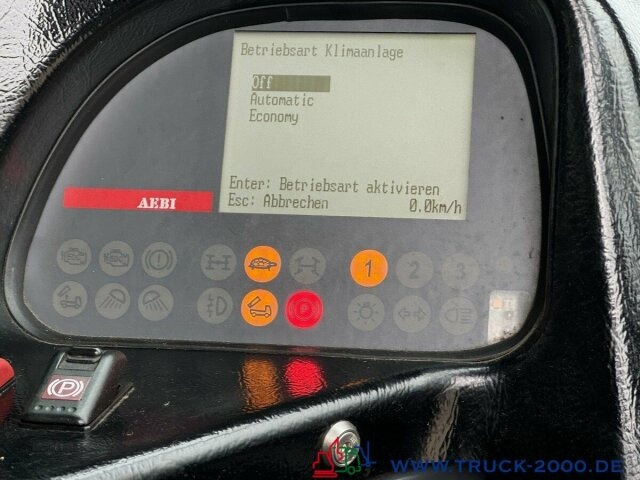 Betriebsart Klimaanlage
Off
Automatic
Economy
Enter: Betriebsart aktivieren
Esc: Abbrechen 0.0km/h
AEBI
1 2 3
P
P
WWW.TRUCK-2000.DE